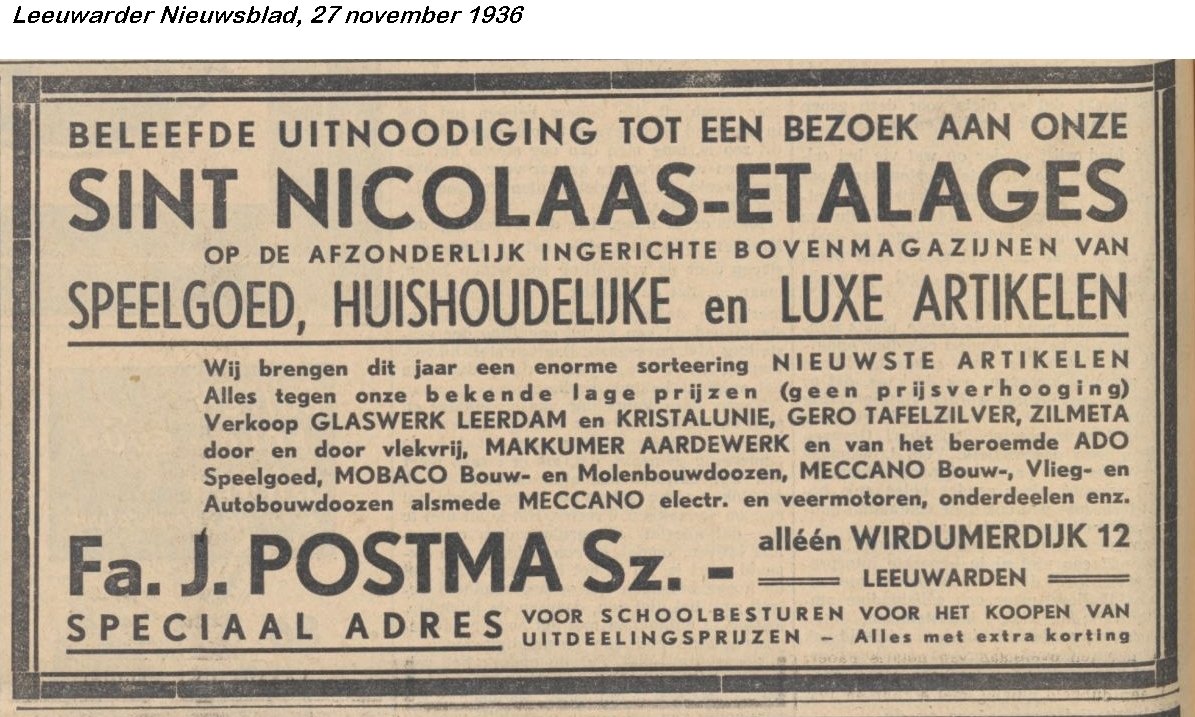 Leeuwarder Nieuwsblad, 27 november 1936
BELEEFDE UITNOODIGING TOT EEN BEZOEK AAN ONZE
SINT NICOLAAS-ETALAGES
OP DE AFZONDERLIJK INGERICHTE BOVENMAGAZIJNEN VAN
SPEELGOED, HUISHOUDELIJKE en LUXE ARTIKELEN
Wij brengen dit jaar een enorme sorteering NIEUWSTE ARTIKELEN
Alles tegen onze bekende lage prijzen (geen prijsverhooging)
Verkoop GLASWERK LEERDAM en KRISTALUNIE, GERO TAFELZILVER, ZILMETA
door en door vlekvrij, MAKKUMER AARDEWERK en van het beroemde ADO
Speelgoed, MOBACO Bouw- en Molenbouwdoozen, MECCANO Bouw-, Vlieg- en
Autobouwdoozen alsmede MECCANO electr. en veermotoren, onderdeelen enz.
Fa. J. POSTMA Sz. - alléén WIRDUMERDIJK 12
LEEUWARDEN
SPECIAAL ADRES VOOR SCHOOLBESTUREN VOOR HET KOOPEN VAN
UITDEELINGSPRIJZEN – Alles met extra korting